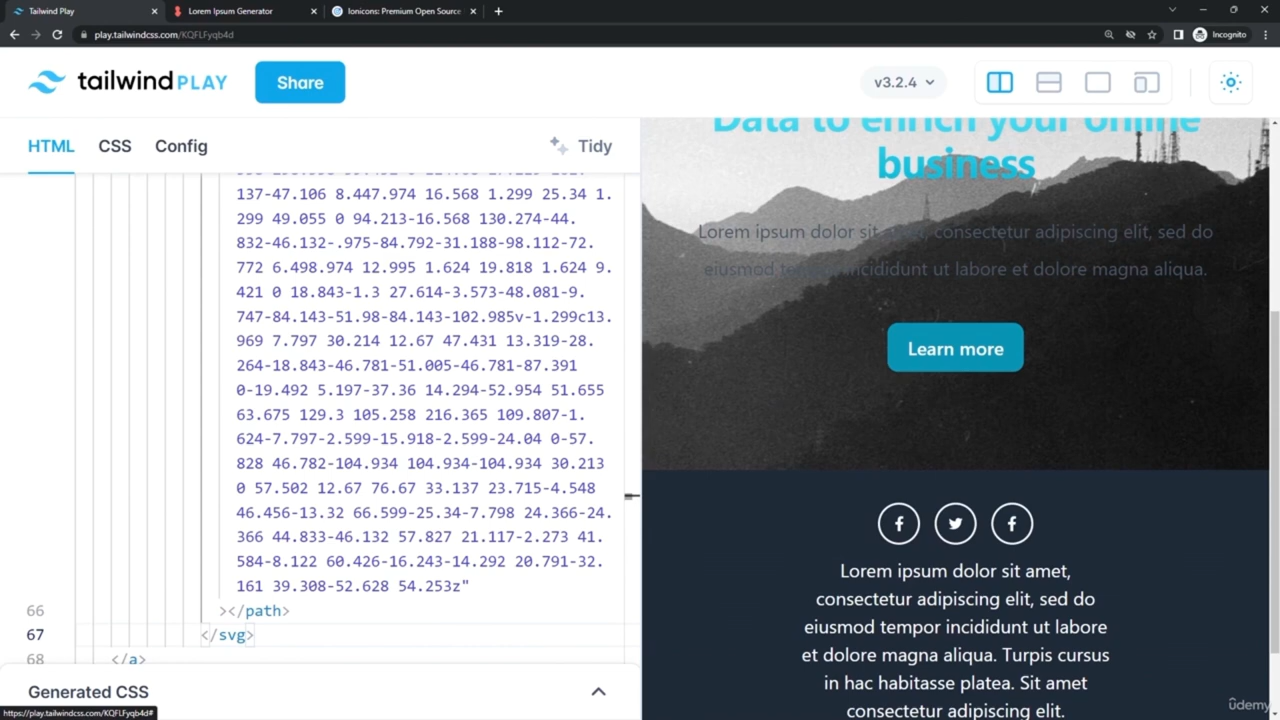 Tailwind Play
Lorem Ipsum Generator
Ionicons: Premium Open Source
play.tailwindcss.com/KQFLFyqb4d
Incognito
tailwind PLAY
Share
v3.2.4
HTML
CSS
Config
Tidy
137-47.106 8.447.974 16.568 1.299 25.34 1.
299 49.055 0 94.213-16.568 130.274-44.
832-46.132-.975-84.792-31.188-98.112-72.
772 6.498.974 12.995 1.624 19.818 1.624 9.
421 0 18.843-1.3 27.614-3.573-48.081-9.
747-84.143-51.98-84.143-102.985v-1.299c13.
969 7.797 30.214 12.67 47.431 13.319-28.
264-18.843-46.781-51.005-46.781-87.391
0-19.492 5.197-37.36 14.294-52.954 51.655
63.675 129.3 105.258 216.365 109.807-1.
624-7.797-2.599-15.918-2.599-24.04 0-57.
828 46.782-104.934 104.934-104.934 30.213
0 57.502 12.67 76.67 33.137 23.715-4.548
46.456-13.32 66.599-25.34-7.798 24.366-24.
366 44.833-46.132 57.827 21.117-2.273 41.
584-8.122 60.426-16.243-14.292 20.791-32.
161 39.308-52.628 54.253z"
66 ></path>
67 </svg>
68 </a>
Generated CSS
https://play.tailwindcss.com/KQFLFyqb4d#
Data to enrich your online
business
Lorem ipsum dolor sit amet, consectetur adipiscing elit, sed do
eiusmod tempor incididunt ut labore et dolore magna aliqua.
Learn more
Lorem ipsum dolor sit amet,
consectetur adipiscing elit, sed do
eiusmod tempor incididunt ut labore
et dolore magna aliqua. Turpis cursus
in hac habitasse platea. Sit amet
consectetur adipiscing elit.
ûdemy